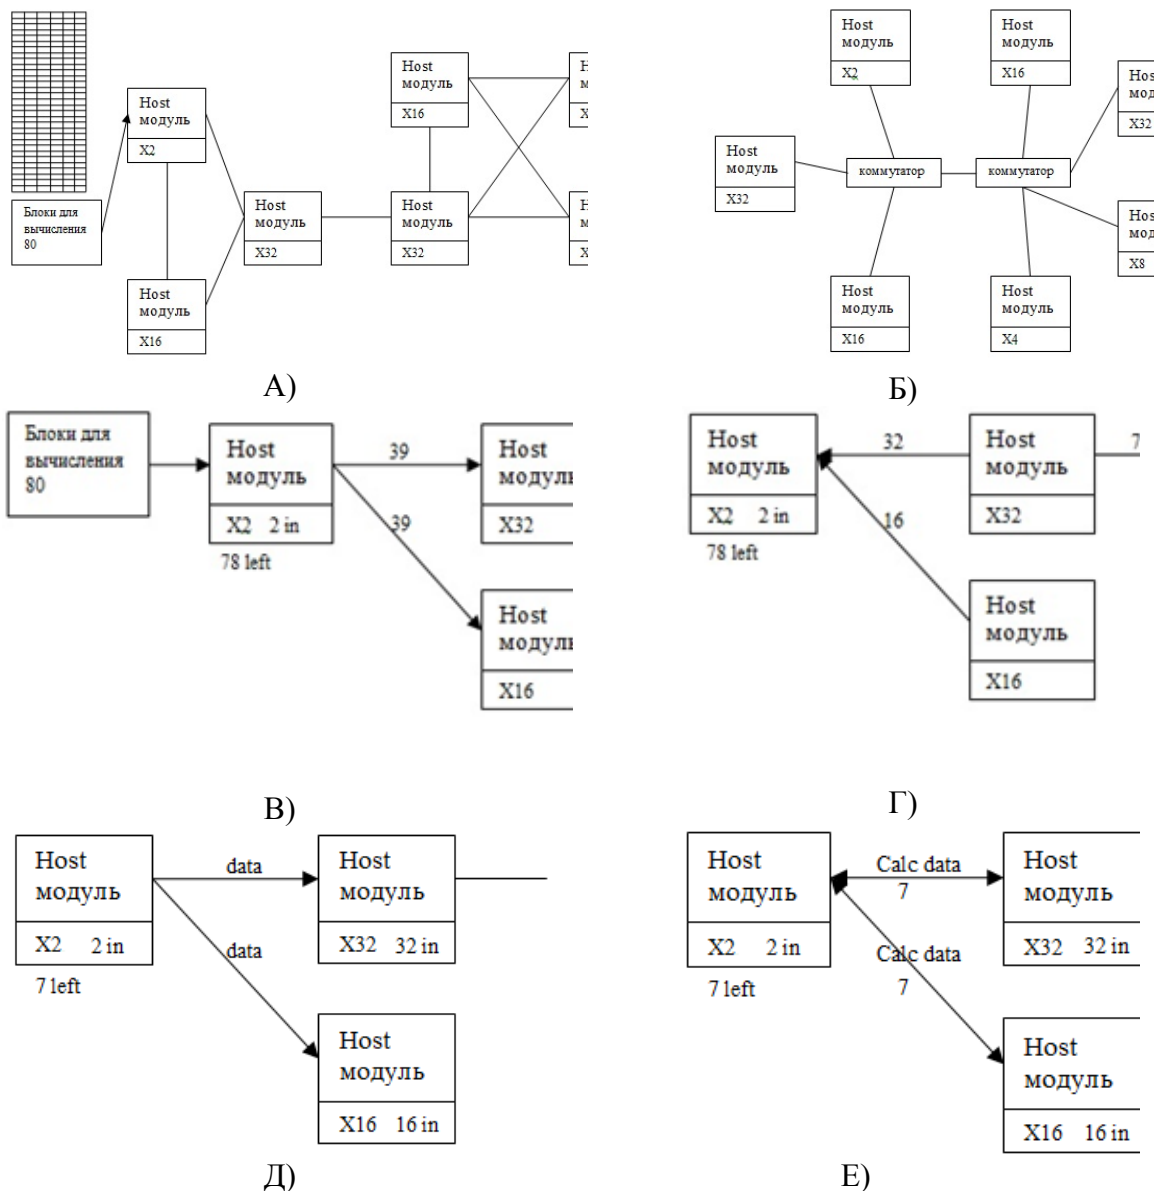 Host
модуль
X2
Host
модуль
X16
Host
модуль
X32
Host
модуль
X16
Host
модуль
X32
Блоки для
вычисления
80
А)
Host
модуль
X2
Host
модуль
X16
X32
Host
модуль
X32
коммутатор
коммутатор
X8
Host
модуль
X16
Host
модуль
X4
Б)
Блоки для
вычисления
80
Host
модуль
X2 2 in
78 left
39
39
Host
модуль
X32
Host
модуль
X16
В)
Host
модуль
X2 2 in
78 left
32
16
Host
модуль
X32
7
Host
модуль
X16
Г)
Host
модуль
X2 2 in
7 left
data
data
Host
модуль
X32 32 in
Host
модуль
X16 16 in
Д)
Host
модуль
X2 2 in
7 left
Calc data
7
Calc data
7
Host
модуль
X32 32 in
Host
модуль
X16 16 in
Е)